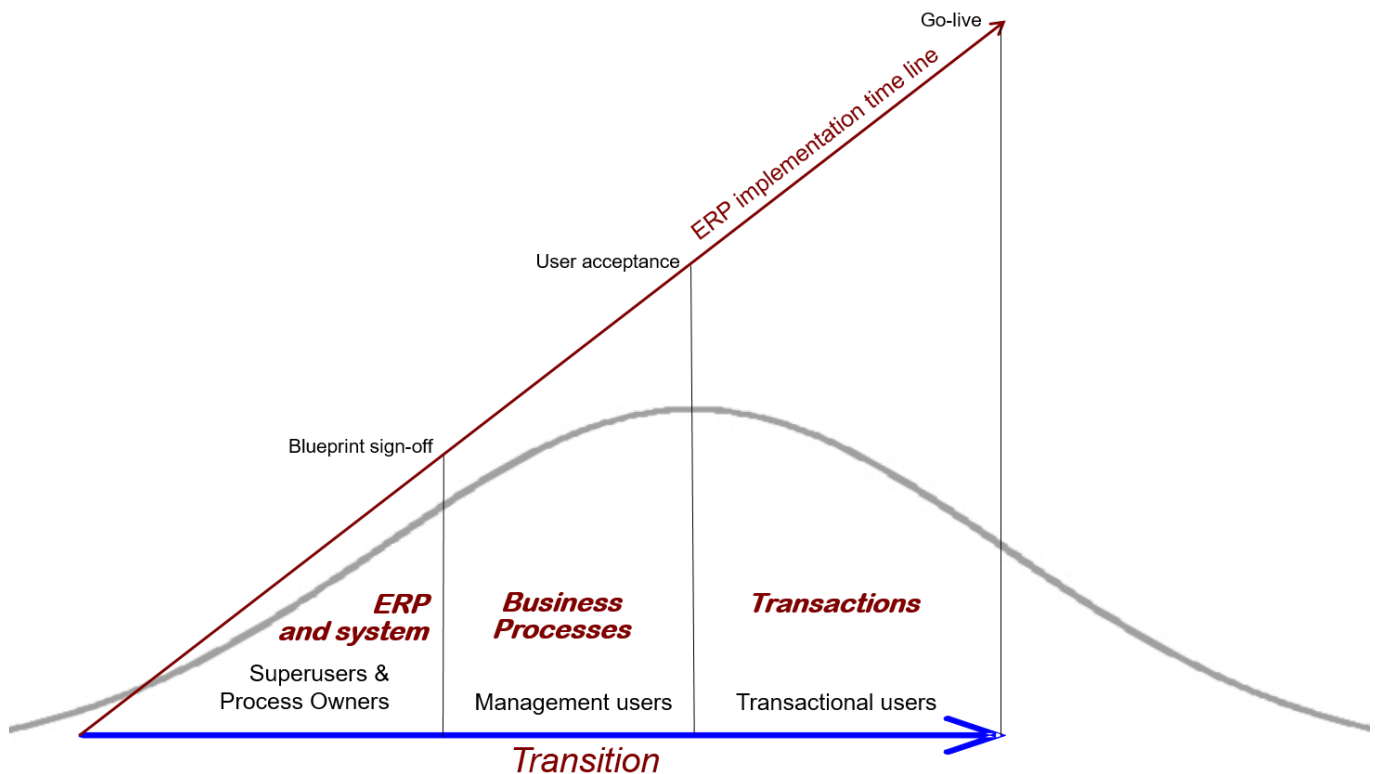 Go-live
ERP implementation time line
User acceptance
Blueprint sign-off
ERP
and system
Business
Processes
Transactions
Superusers &
Process Owners
Management users
Transactional users
Transition